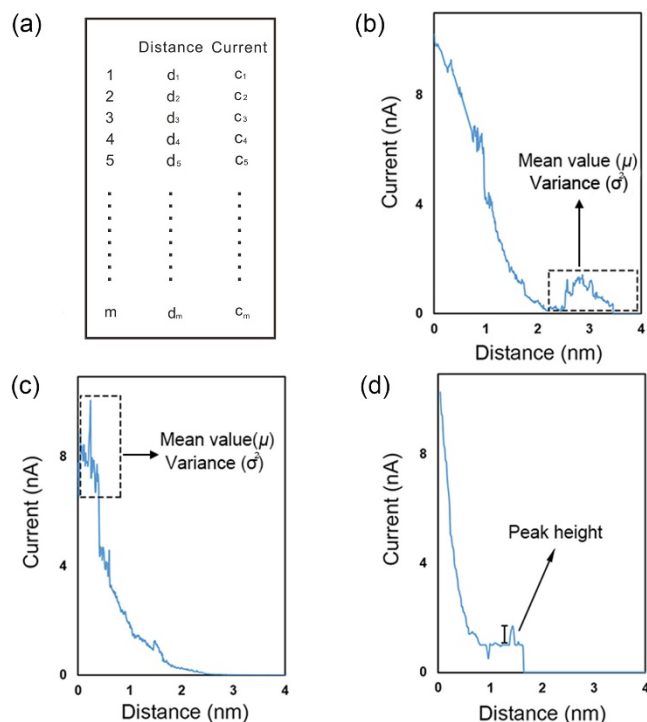 (a)
Distance Current
1 d₁ c₁
2 d₂ c₂
3 d₃ c₃
4 d₄ c₄
5 d₅ c₅
m dₘ cₘ
(b)
8
4
0
0 1 2 3 4
Current (nA)
Distance (nm)
Mean value (μ)
Variance (σ²)
(c)
8
4
0
0 1 2 3 4
Current (nA)
Distance (nm)
Mean value(μ)
Variance (σ²)
(d)
8
4
0
0 1 2 3 4
Current (nA)
Distance (nm)
Peak height